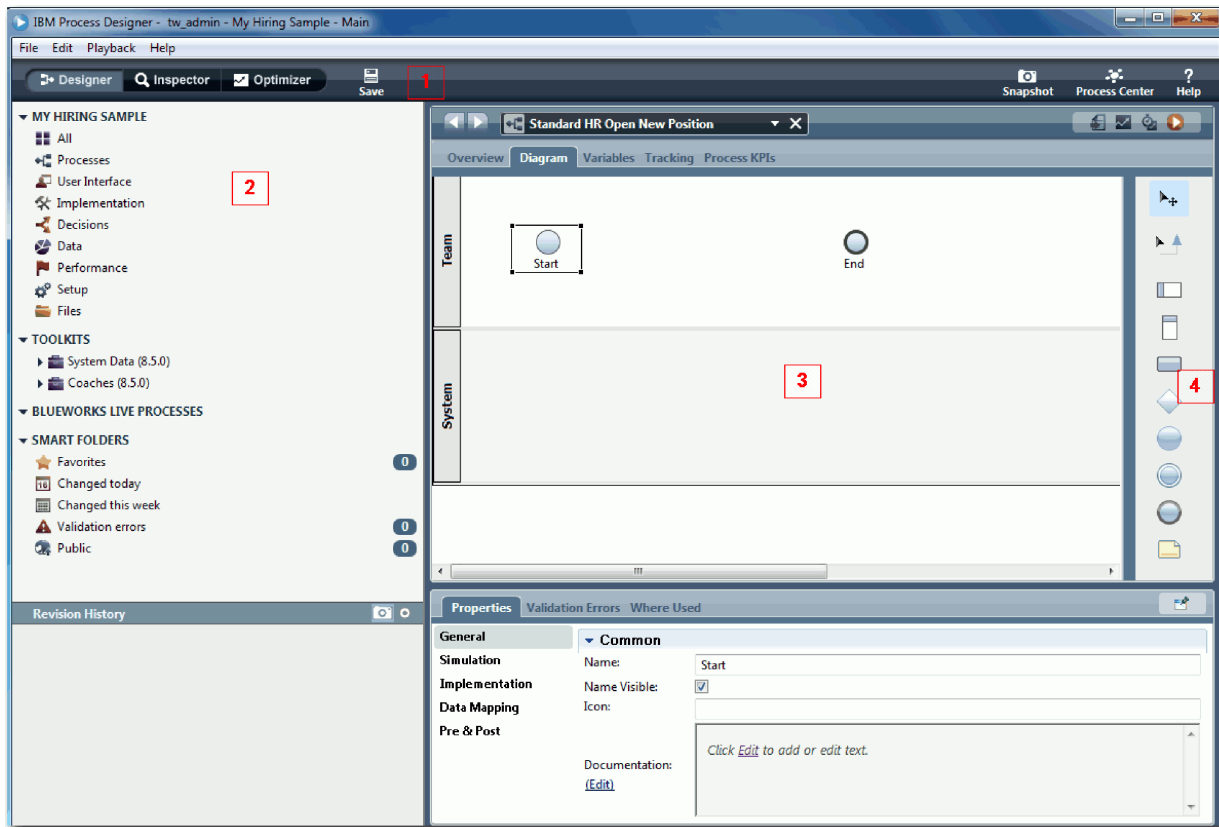 IBM Process Designer - tw_admin - My Hiring Sample - Main
File Edit Playback Help
Designer Inspector Optimizer Save 1 Snapshot Process Center Help
MY HIRING SAMPLE
All
Processes
User Interface
2
Implementation
Decisions
Data
Performance
Setup
Files
TOOLKITS
System Data (8.5.0)
Coaches (8.5.0)
BLUEWORKS LIVE PROCESSES
SMART FOLDERS
Favorites 0
16 Changed today
Changed this week
Validation errors 0
Public 0
Revision History
Standard HR Open New Position
Overview Diagram Variables Tracking Process KPIs
Team
Start
End
System
3
4
Properties Validation Errors Where Used
General
Simulation
Implementation
Data Mapping
Pre & Post
Common
Name: Start
Name Visible:
Icon:
Documentation:
(Edit)
Click Edit to add or edit text.